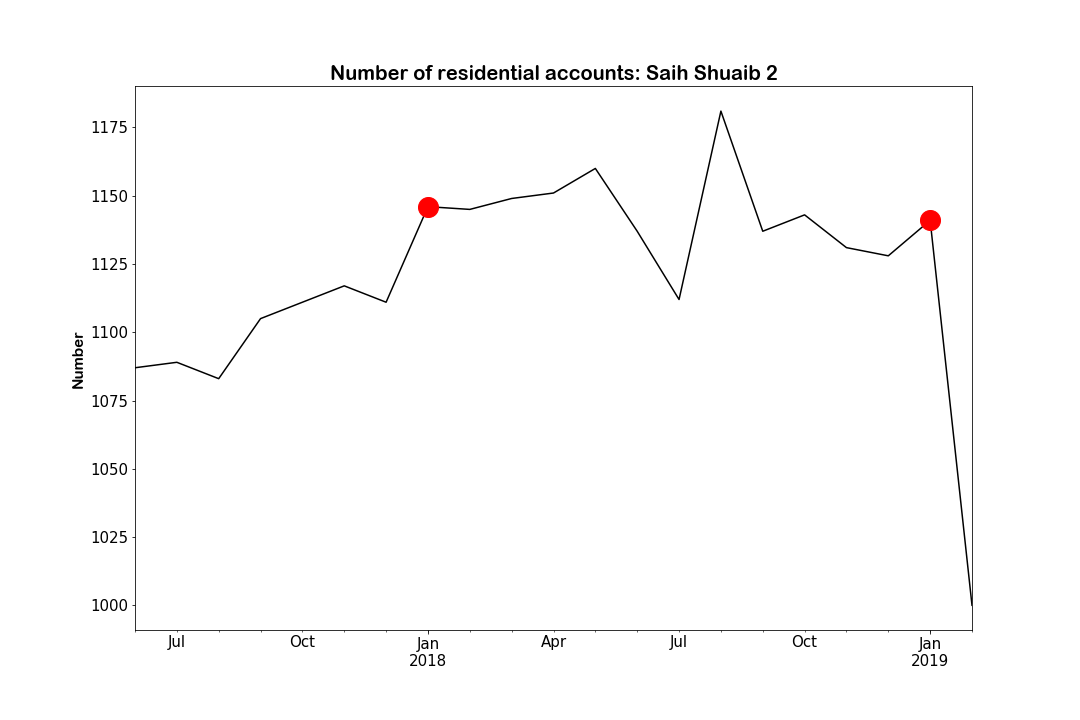 Number of residential accounts: Saih Shuaib 2
Number
1175
1150
1125
1100
1075
1050
1025
1000
Jul
Oct
Jan
2018
Apr
Jul
Oct
Jan
2019